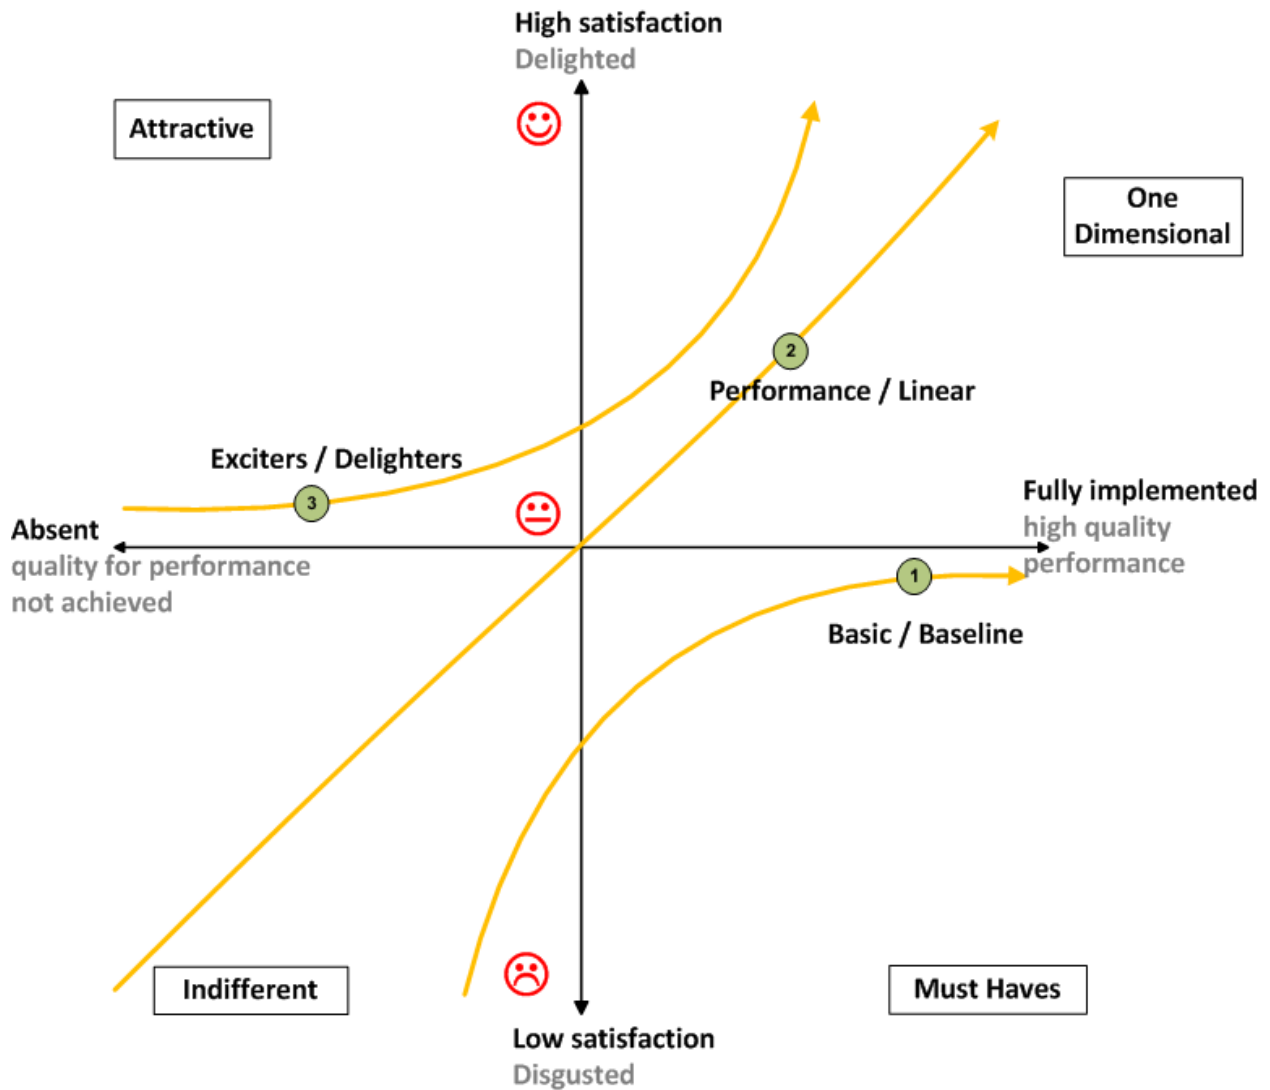 High satisfaction
Delighted
Attractive
One
Dimensional
2
Performance / Linear
Exciters / Delighters
3
Absent
quality for performance
not achieved
Fully implemented
high quality
performance
1
Basic / Baseline
Indifferent
Must Haves
Low satisfaction
Disgusted